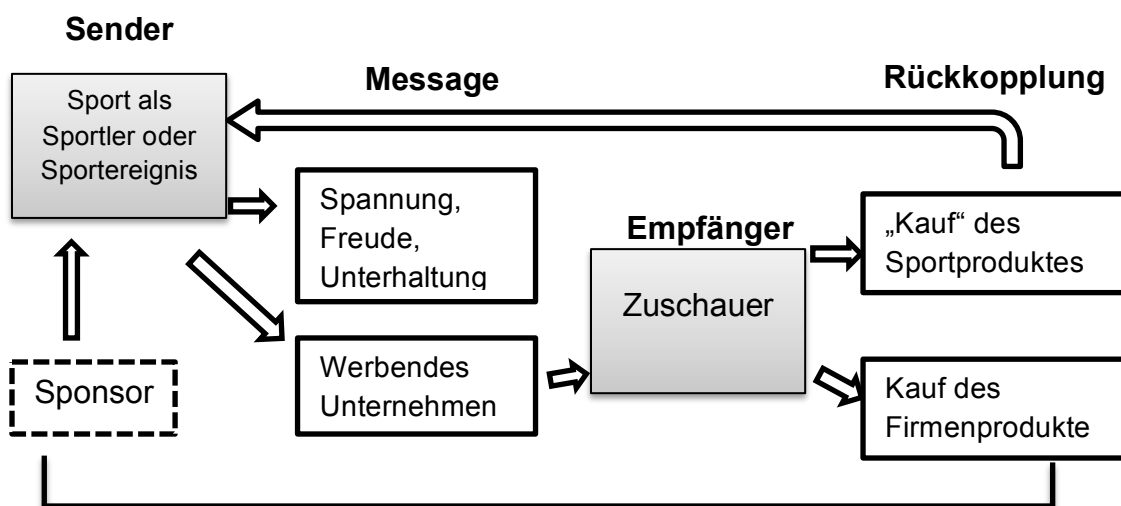 Sender
Message
Rückkopplung
Sport als
Sportler oder
Sportereignis
Spannung,
Freude,
Unterhaltung
Empfänger
Zuschauer
„Kauf“ des
Sportproduktes
Sponsor
Werbendes
Unternehmen
Kauf des
Firmenprodukte